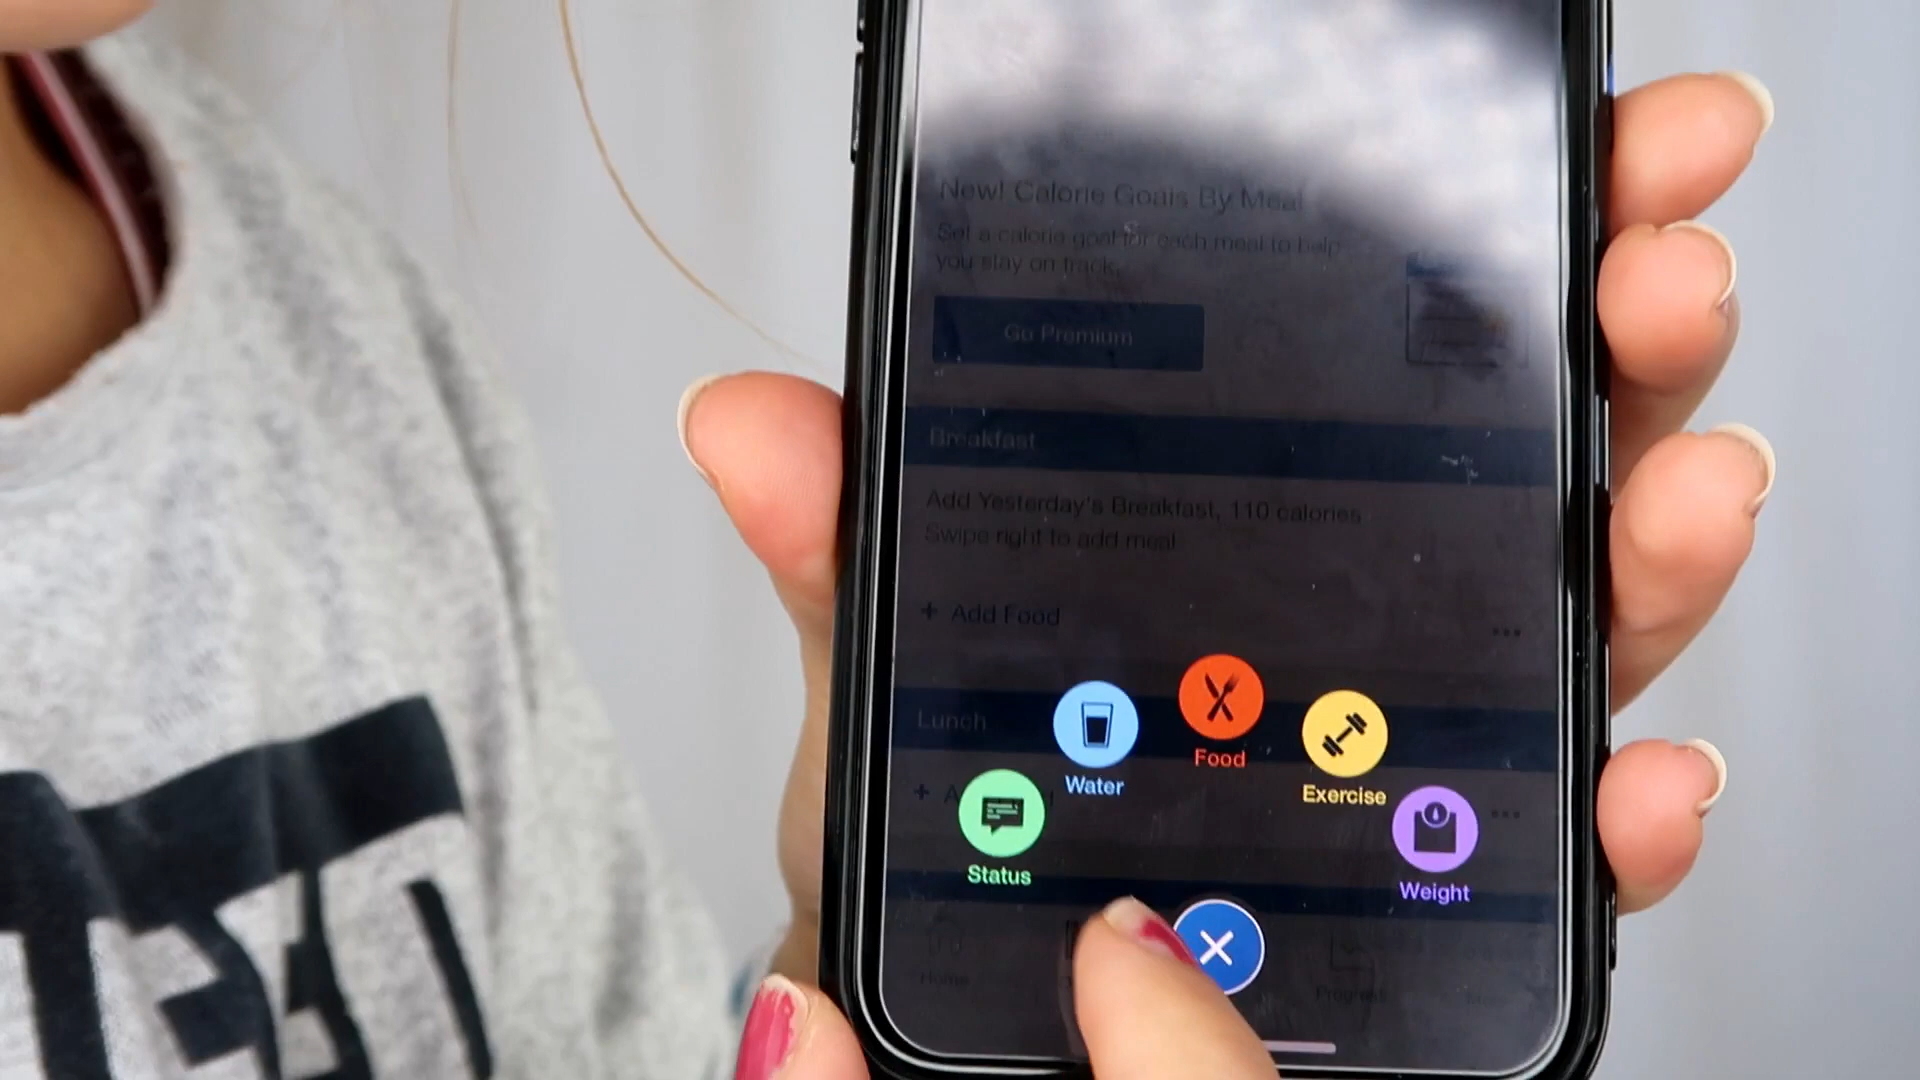 New! Calorie Goals By Meal
Set a calorie goal for each meal to help
you stay on track.
Go Premium
Breakfast
Add Yesterday's Breakfast, 110 calories
Swipe right to add meal
+ Add Food
Lunch
Food
Water
Exercise
Status
Weight
Home
Progress